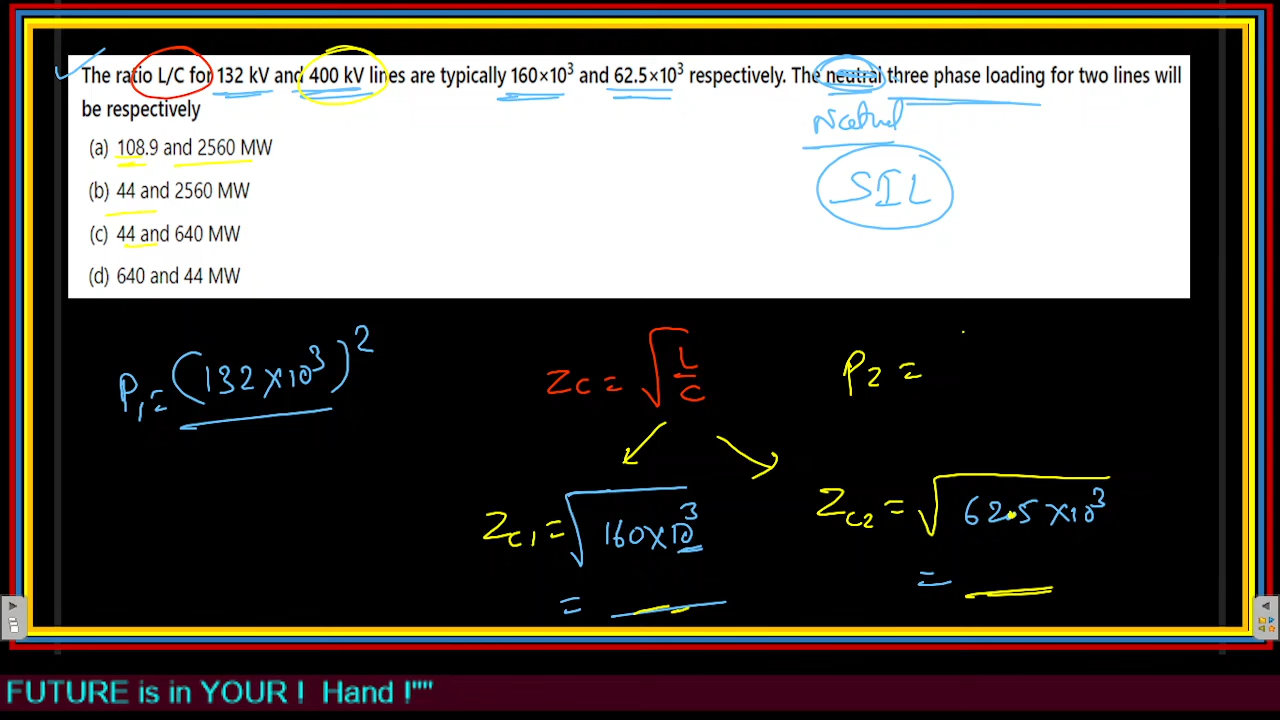 The ratio L/C for 132 kV and 400 kV lines are typically 160×10³ and 62.5×10³ respectively. The neutral three phase loading for two lines will
be respectively
Natural
(a) 108.9 and 2560 MW
(b) 44 and 2560 MW
SIL
(c) 44 and 640 MW
(d) 640 and 44 MW
P₁ = (132×10³)²
Zc = √L/C
P2 =
Zc1 = √160×10³
=
Zc2 = √62.5×10³
=
FUTURE is in YOUR ! Hand !""